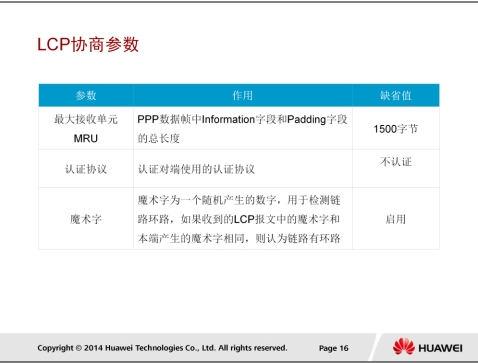 LCP协商参数
参数 作用 缺省值
最大接收单元
MRU
PPP数据帧中Information字段和Padding字段
的总长度
1500字节
认证协议 认证对端使用的认证协议 不认证
魔术字
魔术字为一个随机产生的数字，用于检测链
路环路，如果收到的LCP报文中的魔术字和
本端产生的魔术字相同，则认为链路有环路
启用
Copyright © 2014 Huawei Technologies Co., Ltd. All rights reserved. Page 16 HUAWEI